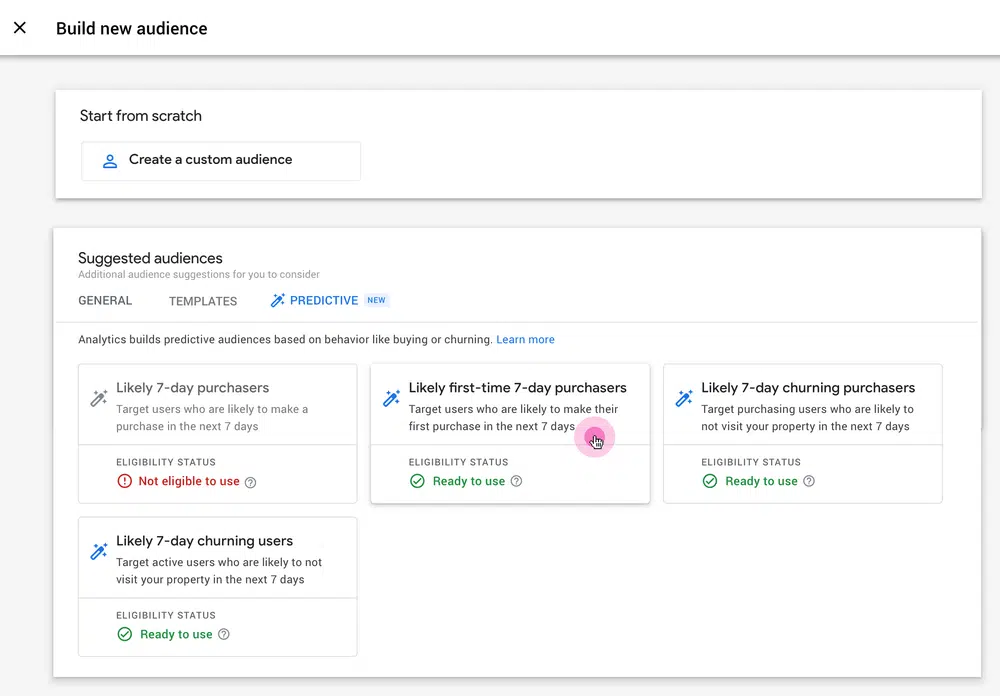 Build new audience
Start from scratch
Create a custom audience
Suggested audiences
Additional audience suggestions for you to consider
GENERAL
TEMPLATES
PREDICTIVE NEW
Analytics builds predictive audiences based on behavior like buying or churning. Learn more
Likely 7-day purchasers
Target users who are likely to make a
purchase in the next 7 days
ELIGIBILITY STATUS
Not eligible to use
Likely first-time 7-day purchasers
Target users who are likely to make their
first purchase in the next 7 days
ELIGIBILITY STATUS
Ready to use
Likely 7-day churning purchasers
Target purchasing users who are likely to
not visit your property in the next 7 days
ELIGIBILITY STATUS
Ready to use
Likely 7-day churning users
Target active users who are likely to not
visit your property in the next 7 days
ELIGIBILITY STATUS
Ready to use